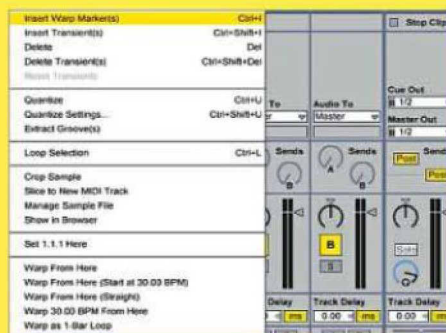 Insert Warp Marker(s) Ctrl+I
Insert Transient(s) Ctrl+Shift+I
Delete Del
Delete Transient(s) Ctrl+Shift+Del
Reset Transients
Quantize Ctrl+U
Quantize Settings... Ctrl+Shift+U
Extract Groove(s)
Loop Selection Ctrl+L
Crop Sample
Slice to New MIDI Track
Manage Sample File
Show in Browser
Set 1.1.1 Here
Warp From Here
Warp From Here (Start at 30.03 BPM)
Warp From Here (Straight)
Warp 30.00 BPM From Here
Warp as 1-Bar Loop
Stop Clip
Cue Out
1/2
To Audio To Master Out
Master 1/2
Sends Sends Send
A Post
B B Post
B Solo
S
Delay Track Delay Track Delay
ms 0.00 ms 0.00 ms